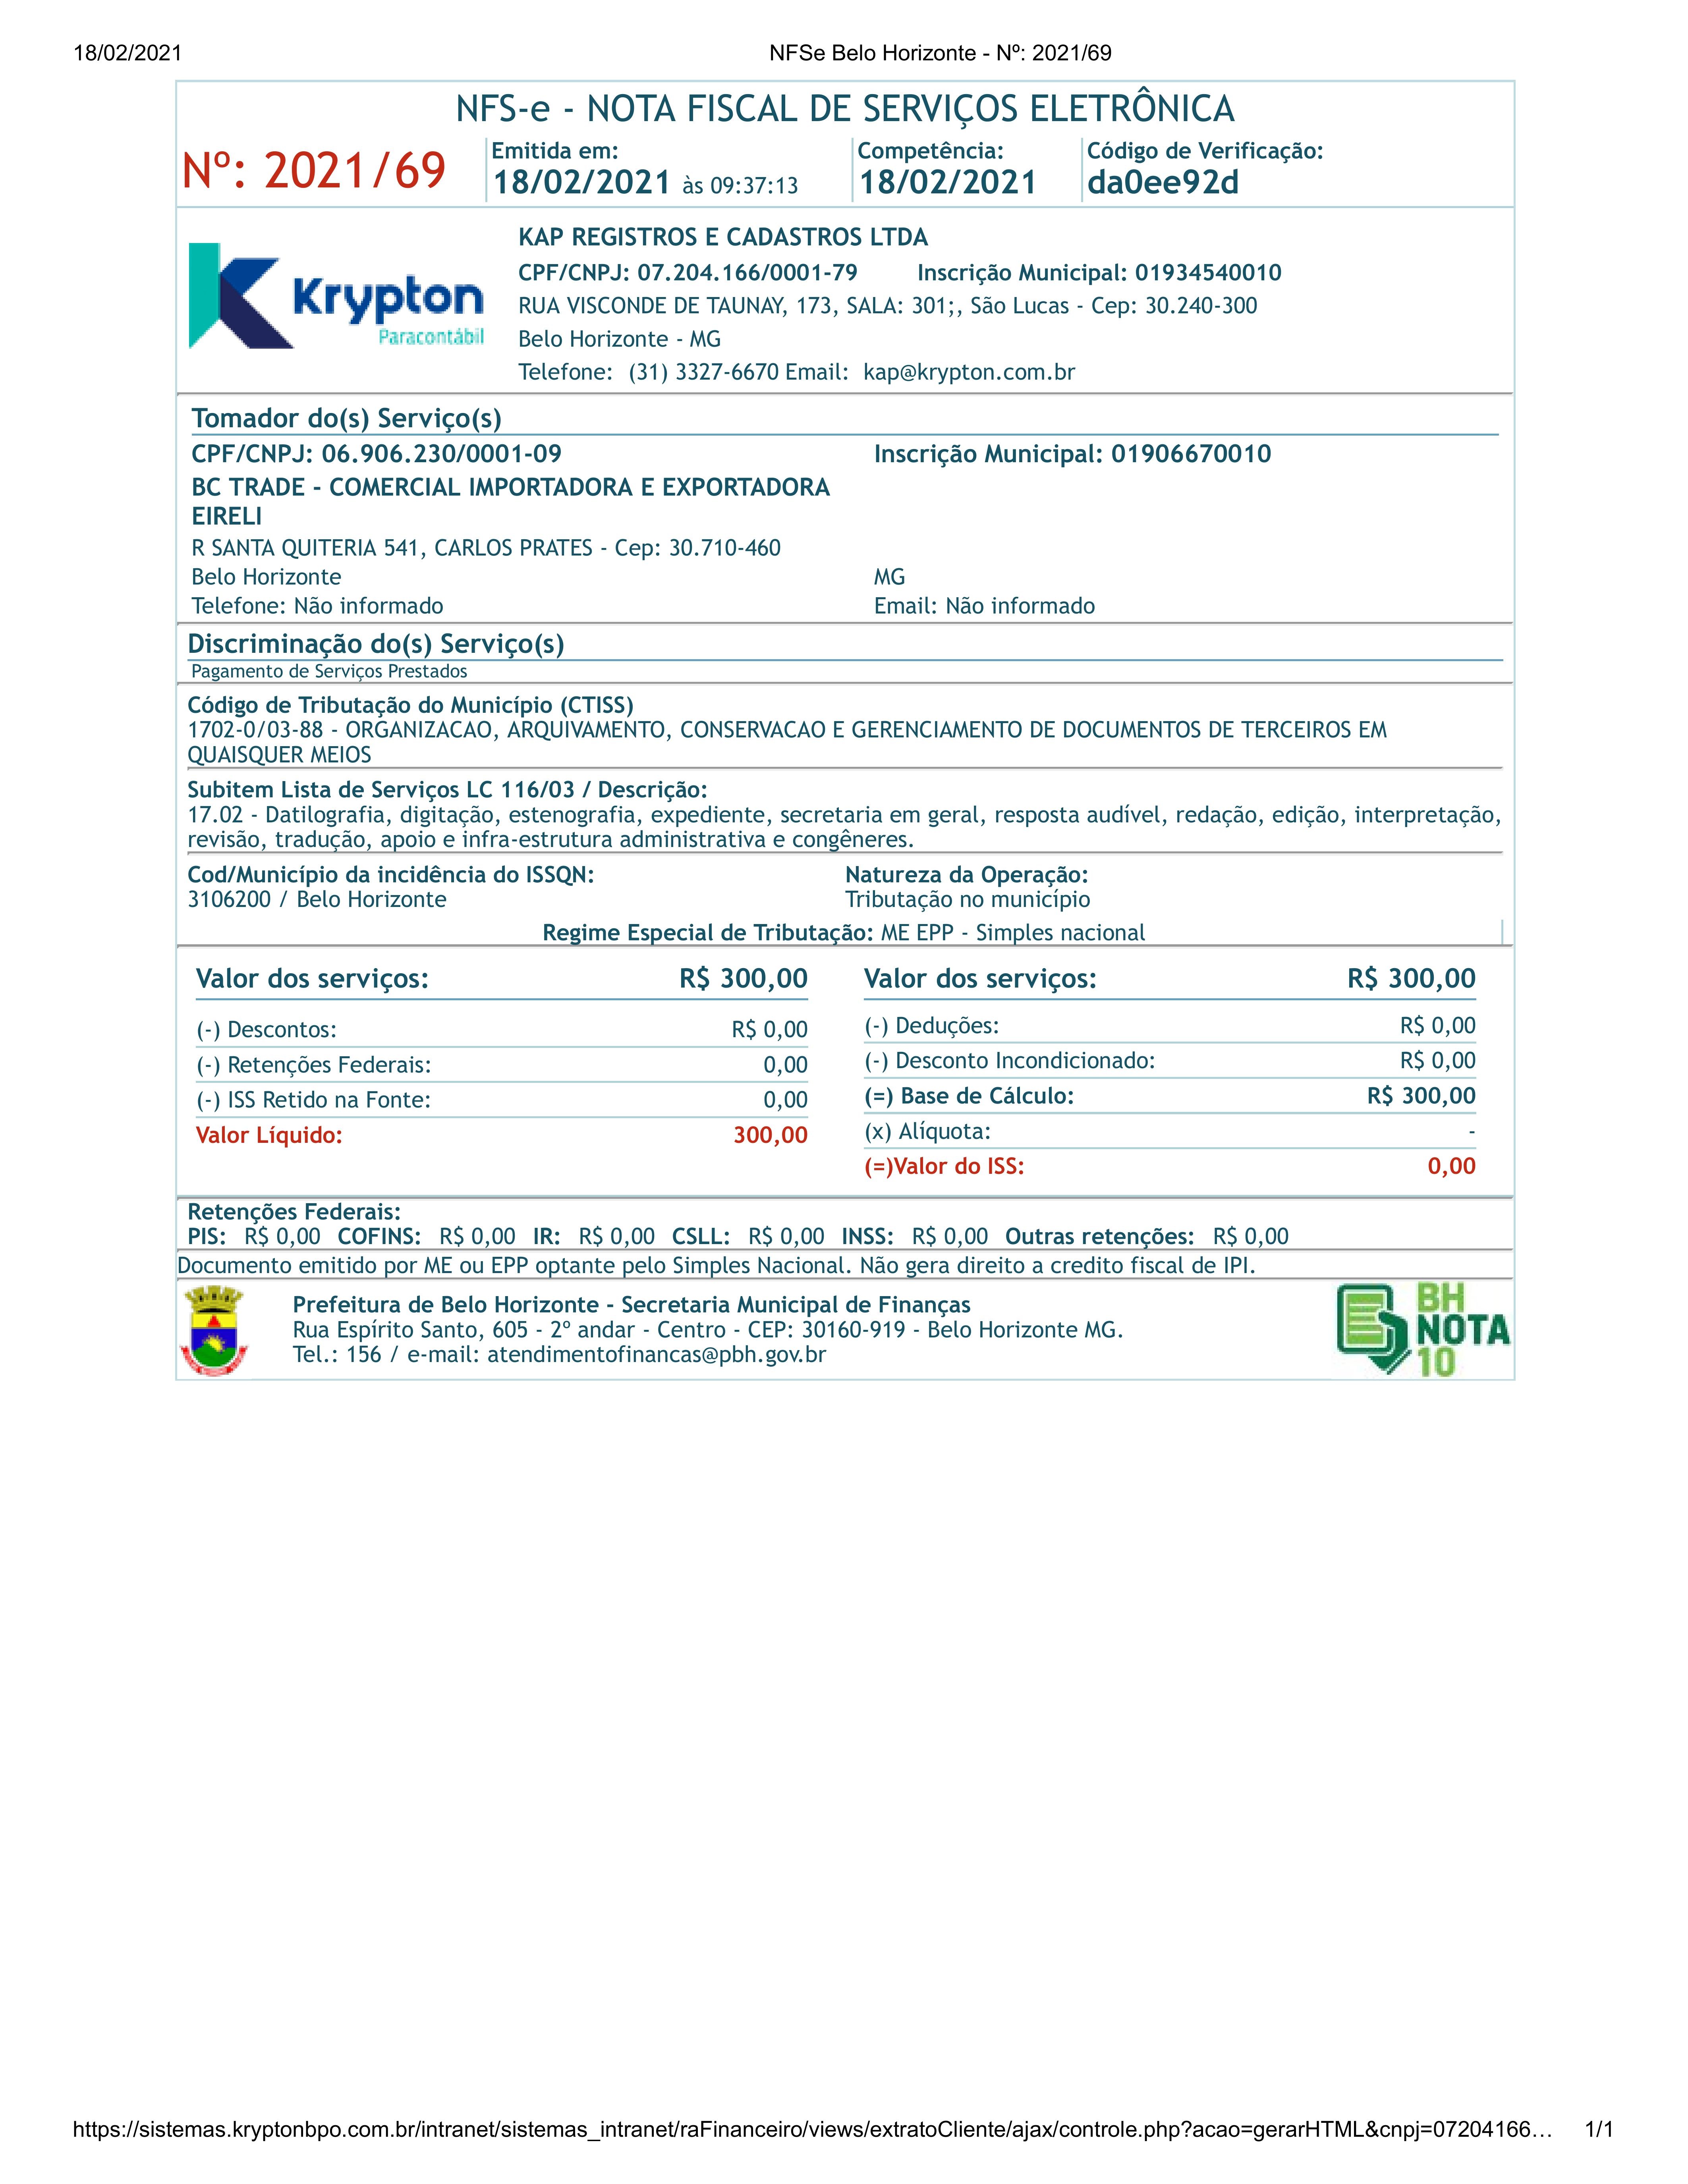 18/02/2021 NFSe Belo Horizonte - Nº: 2021/69
NFS-e - NOTA FISCAL DE SERVIÇOS ELETRÔNICA
Nº: 2021/69
Emitida em:
18/02/2021 às 09:37:13
Competência:
18/02/2021
Código de Verificação:
da0ee92d
Krypton
Paracontábil
KAP REGISTROS E CADASTROS LTDA
CPF/CNPJ: 07.204.166/0001-79 Inscrição Municipal: 01934540010
RUA VISCONDE DE TAUNAY, 173, SALA: 301;, São Lucas - Cep: 30.240-300
Belo Horizonte - MG
Telefone: (31) 3327-6670 Email: kap@krypton.com.br
Tomador do(s) Serviço(s)
CPF/CNPJ: 06.906.230/0001-09 Inscrição Municipal: 01906670010
BC TRADE - COMERCIAL IMPORTADORA E EXPORTADORA
EIRELI
R SANTA QUITERIA 541, CARLOS PRATES - Cep: 30.710-460
Belo Horizonte MG
Telefone: Não informado Email: Não informado
Discriminação do(s) Serviço(s)
Pagamento de Serviços Prestados
Código de Tributação do Município (CTISS)
1702-0/03-88 - ORGANIZACAO, ARQUIVAMENTO, CONSERVACAO E GERENCIAMENTO DE DOCUMENTOS DE TERCEIROS EM
QUAISQUER MEIOS
Subitem Lista de Serviços LC 116/03 / Descrição:
17.02 - Datilografia, digitação, estenografia, expediente, secretaria em geral, resposta audível, redação, edição, interpretação,
revisão, tradução, apoio e infra-estrutura administrativa e congêneres.
Cod/Município da incidência do ISSQN: Natureza da Operação:
3106200 / Belo Horizonte Tributação no município
Regime Especial de Tributação: ME EPP - Simples nacional
Valor dos serviços: R$ 300,00
(-) Descontos: R$ 0,00
(-) Retenções Federais: 0,00
(-) ISS Retido na Fonte: 0,00
Valor Líquido: 300,00
Valor dos serviços: R$ 300,00
(-) Deduções: R$ 0,00
(-) Desconto Incondicionado: R$ 0,00
(=) Base de Cálculo: R$ 300,00
(x) Alíquota: -
(=)Valor do ISS: 0,00
Retenções Federais:
PIS: R$ 0,00 COFINS: R$ 0,00 IR: R$ 0,00 CSLL: R$ 0,00 INSS: R$ 0,00 Outras retenções: R$ 0,00
Documento emitido por ME ou EPP optante pelo Simples Nacional. Não gera direito a credito fiscal de IPI.
Prefeitura de Belo Horizonte - Secretaria Municipal de Finanças
Rua Espírito Santo, 605 - 2º andar - Centro - CEP: 30160-919 - Belo Horizonte MG.
Tel.: 156 / e-mail: atendimentofinancas@pbh.gov.br
BH
NOTA
10
https://sistemas.kryptonbpo.com.br/intranet/sistemas_intranet/raFinanceiro/views/extratoCliente/ajax/controle.php?acao=gerarHTML&cnpj=07204166… 1/1